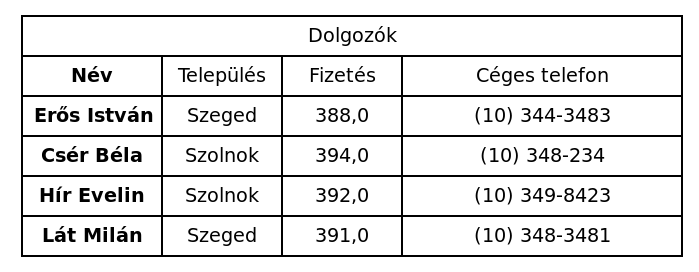 Dolgozók
Név Település Fizetés Céges telefon
Erős István Szeged 388,0 (10) 344-3483
Csér Béla Szolnok 394,0 (10) 348-234
Hír Evelin Szolnok 392,0 (10) 349-8423
Lát Milán Szeged 391,0 (10) 348-3481